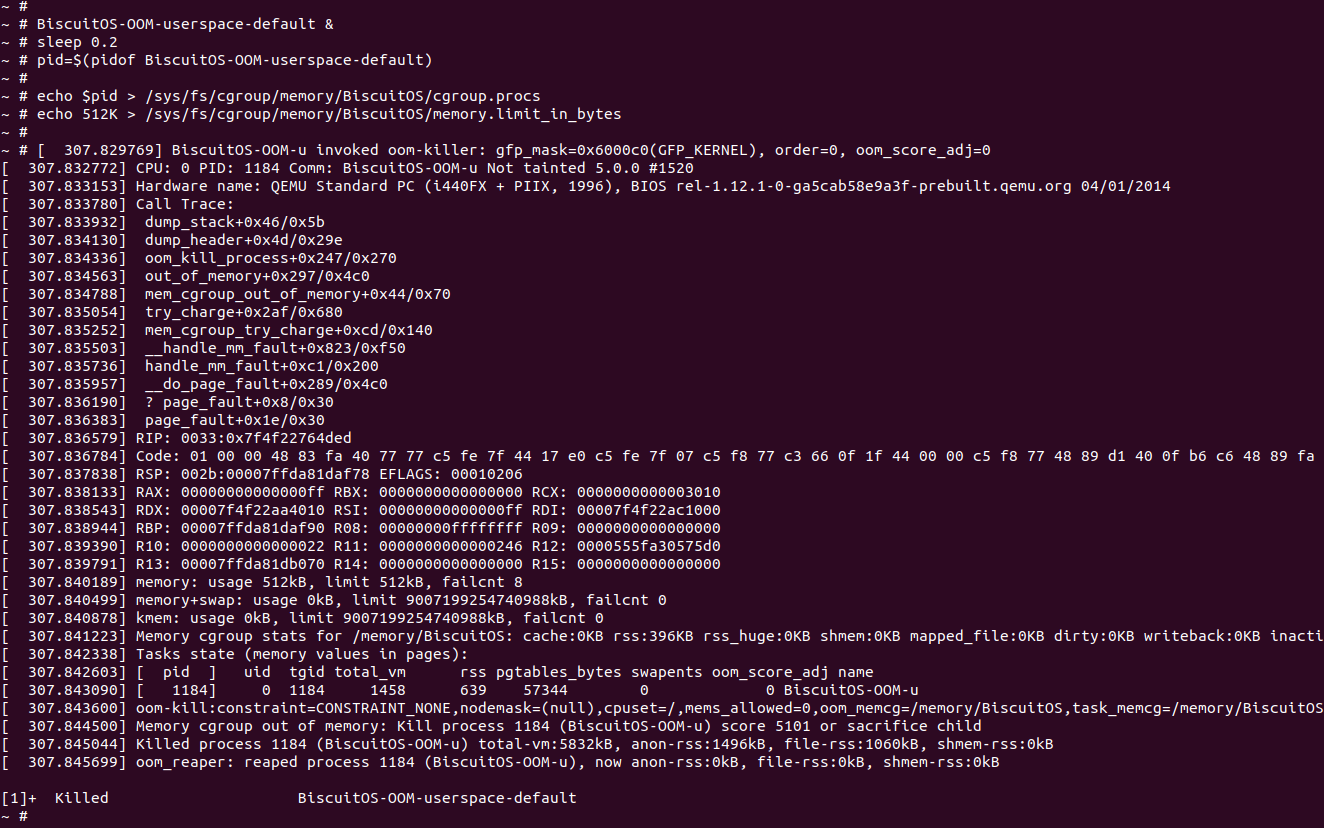 ~ #
~ # BiscuitOS-OOM-userspace-default &
~ # sleep 0.2
~ # pid=$(pidof BiscuitOS-OOM-userspace-default)
~ #
~ # echo $pid > /sys/fs/cgroup/memory/BiscuitOS/cgroup.procs
~ # echo 512K > /sys/fs/cgroup/memory/BiscuitOS/memory.limit_in_bytes
~ #
~ # [  307.829769] BiscuitOS-OOM-u invoked oom-killer: gfp_mask=0x6000c0(GFP_KERNEL), order=0, oom_score_adj=0
[  307.832772] CPU: 0 PID: 1184 Comm: BiscuitOS-OOM-u Not tainted 5.0.0 #1520
[  307.833153] Hardware name: QEMU Standard PC (i440FX + PIIX, 1996), BIOS rel-1.12.1-0-ga5cab58e9a3f-prebuilt.qemu.org 04/01/2014
[  307.833780] Call Trace:
[  307.833932]  dump_stack+0x46/0x5b
[  307.834130]  dump_header+0x4d/0x29e
[  307.834336]  oom_kill_process+0x247/0x270
[  307.834563]  out_of_memory+0x297/0x4c0
[  307.834788]  mem_cgroup_out_of_memory+0x44/0x70
[  307.835054]  try_charge+0x2af/0x680
[  307.835252]  mem_cgroup_try_charge+0xcd/0x140
[  307.835503]  __handle_mm_fault+0x823/0xf50
[  307.835736]  handle_mm_fault+0xc1/0x200
[  307.835957]  __do_page_fault+0x289/0x4c0
[  307.836190]  ? page_fault+0x8/0x30
[  307.836383]  page_fault+0x1e/0x30
[  307.836579] RIP: 0033:0x7f4f22764ded
[  307.836784] Code: 01 00 00 48 83 fa 40 77 77 c5 fe 7f 44 17 e0 c5 fe 7f 07 c5 f8 77 c3 66 0f 1f 44 00 00 c5 f8 77 48 89 d1 40 0f b6 c6 48 89 fa
[  307.837838] RSP: 002b:00007ffda81daf78 EFLAGS: 00010206
[  307.838133] RAX: 00000000000000ff RBX: 0000000000000000 RCX: 0000000000003010
[  307.838543] RDX: 00007f4f22aa4010 RSI: 00000000000000ff RDI: 00007f4f22ac1000
[  307.838944] RBP: 00007ffda81daf90 R08: 00000000ffffffff R09: 0000000000000000
[  307.839390] R10: 0000000000000022 R11: 0000000000000246 R12: 0000555fa30575d0
[  307.839791] R13: 00007ffda81db070 R14: 0000000000000000 R15: 0000000000000000
[  307.840189] memory: usage 512kB, limit 512kB, failcnt 8
[  307.840499] memory+swap: usage 0kB, limit 9007199254740988kB, failcnt 0
[  307.840878] kmem: usage 0kB, limit 9007199254740988kB, failcnt 0
[  307.841223] Memory cgroup stats for /memory/BiscuitOS: cache:0KB rss:396KB rss_huge:0KB shmem:0KB mapped_file:0KB dirty:0KB writeback:0KB inacti
[  307.842338] Tasks state (memory values in pages):
[  307.842603] [  pid  ]   uid  tgid total_vm      rss pgtables_bytes swapents oom_score_adj name
[  307.843090] [   1184]     0  1184     1458      639    57344        0             0 BiscuitOS-OOM-u
[  307.843600] oom-kill:constraint=CONSTRAINT_NONE,nodemask=(null),cpuset=/,mems_allowed=0,oom_memcg=/memory/BiscuitOS,task_memcg=/memory/BiscuitOS
[  307.844500] Memory cgroup out of memory: Kill process 1184 (BiscuitOS-OOM-u) score 5101 or sacrifice child
[  307.845044] Killed process 1184 (BiscuitOS-OOM-u) total-vm:5832kB, anon-rss:1496kB, file-rss:1060kB, shmem-rss:0kB
[  307.845699] oom_reaper: reaped process 1184 (BiscuitOS-OOM-u), now anon-rss:0kB, file-rss:0kB, shmem-rss:0kB
[1]+  Killed                     BiscuitOS-OOM-userspace-default
~ #